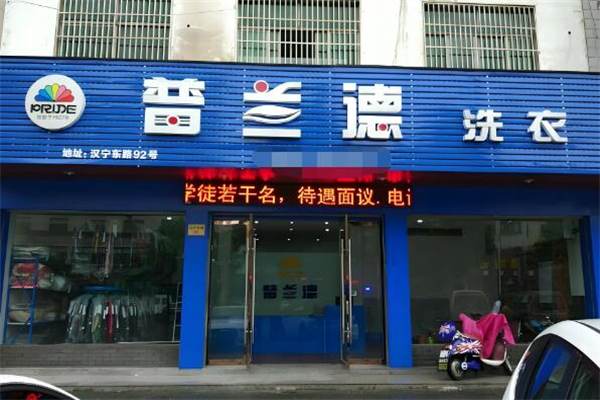 PRIDE
普兰德 洗衣
地址：汉宁东路92号
学徒若干名，待遇面议.电话
普兰德